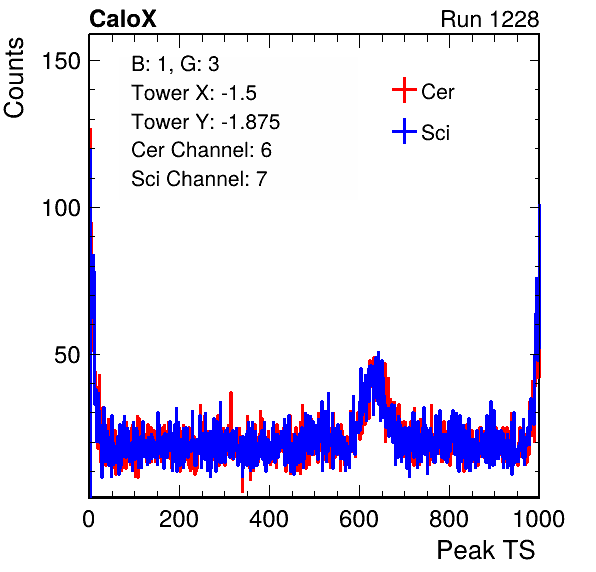 CaloX Run 1228
Counts
B: 1, G: 3
Tower X: -1.5
Tower Y: -1.875
Cer Channel: 6
Sci Channel: 7
Cer
Sci
150
100
50
0 200 400 600 800 1000
Peak TS